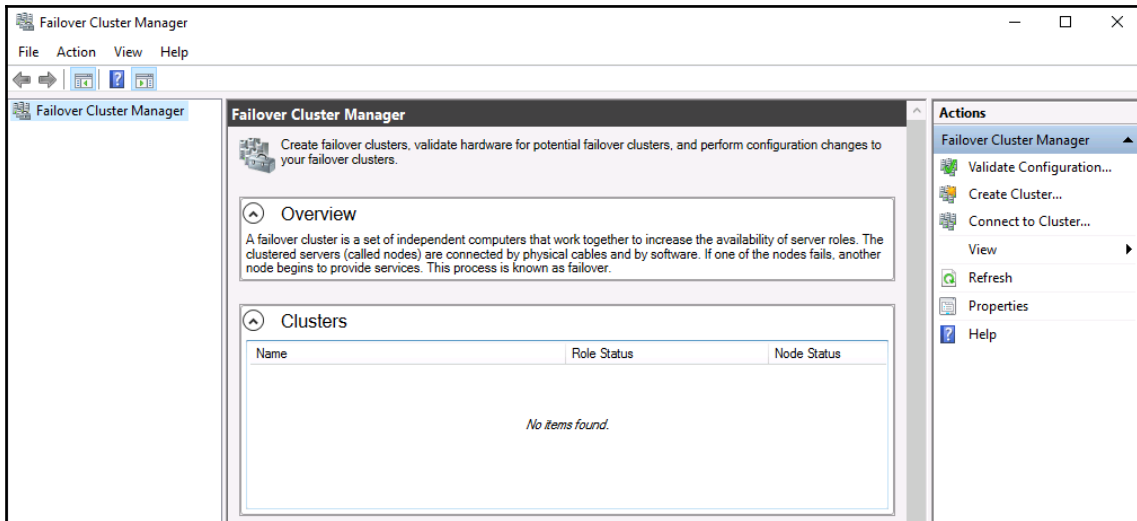 Failover Cluster Manager
File Action View Help
Failover Cluster Manager
Failover Cluster Manager
Create failover clusters, validate hardware for potential failover clusters, and perform configuration changes to
your failover clusters.
Overview
A failover cluster is a set of independent computers that work together to increase the availability of server roles. The
clustered servers (called nodes) are connected by physical cables and by software. If one of the nodes fails, another
node begins to provide services. This process is known as failover.
Clusters
Name Role Status Node Status
No items found.
Actions
Failover Cluster Manager
Validate Configuration...
Create Cluster...
Connect to Cluster...
View
Refresh
Properties
Help